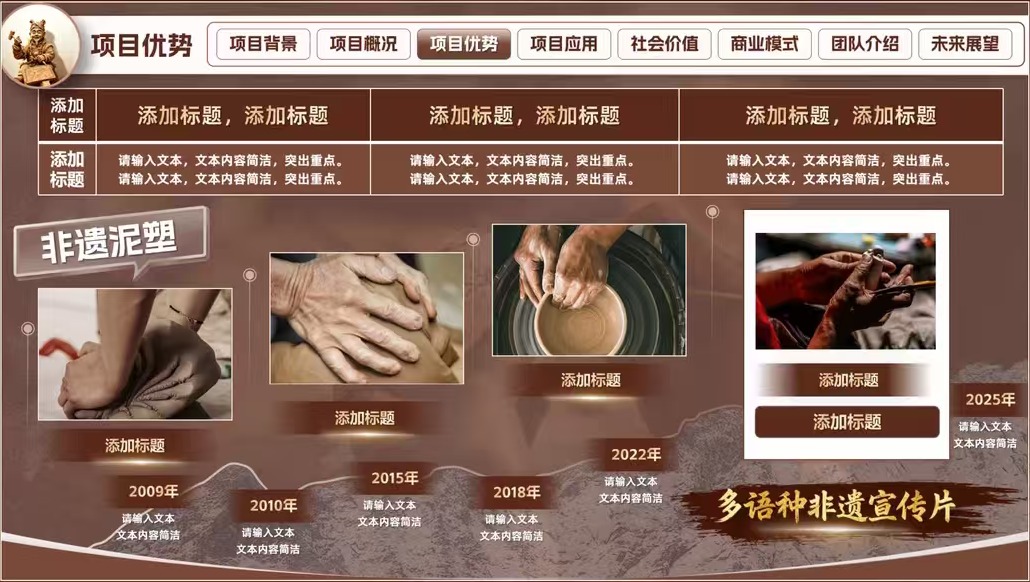 项目优势
项目背景
项目概况
项目优势
项目应用
社会价值
商业模式
团队介绍
未来展望
添加
标题
添加标题，添加标题
添加标题，添加标题
添加标题，添加标题
添加
标题
请输入文本，文本内容简洁，突出重点。
请输入文本，文本内容简洁，突出重点。
请输入文本，文本内容简洁，突出重点。
请输入文本，文本内容简洁，突出重点。
请输入文本，文本内容简洁，突出重点。
请输入文本，文本内容简洁，突出重点。
非遗泥塑
添加标题
添加标题
添加标题
添加标题
添加标题
2009年
请输入文本
文本内容简洁
2010年
请输入文本
文本内容简洁
2015年
请输入文本
文本内容简洁
2018年
请输入文本
文本内容简洁
2022年
请输入文本
文本内容简洁
2025年
请输入文本
文本内容简洁
多语种非遗宣传片